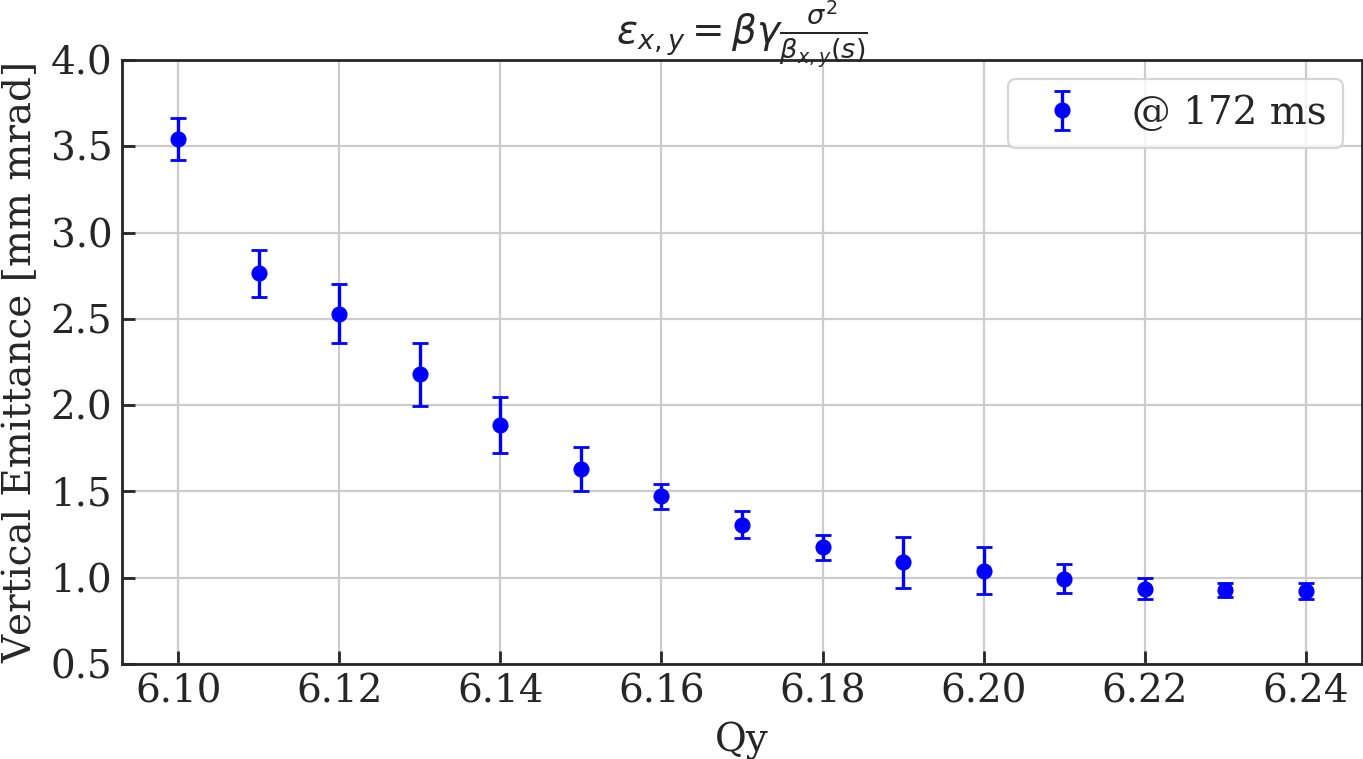 εx, y = βγ σ² / βx, y(s)
@ 172 ms
Vertical Emittance [mm mrad]
4.0
3.5
3.0
2.5
2.0
1.5
1.0
0.5
6.10 6.12 6.14 6.16 6.18 6.20 6.22 6.24
Qy